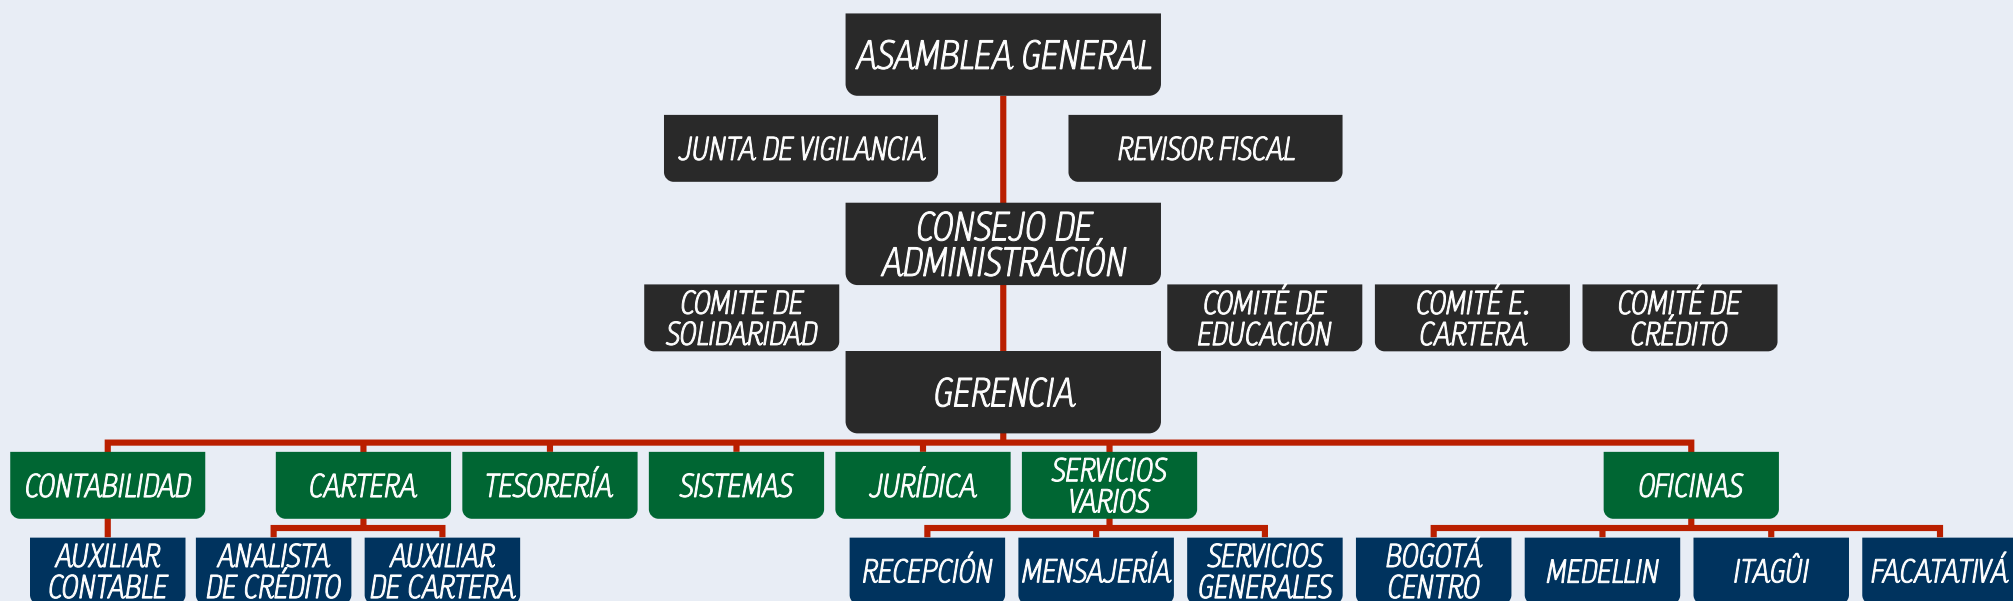 ASAMBLEA GENERAL
JUNTA DE VIGILANCIA
REVISOR FISCAL
CONSEJO DE
ADMINISTRACIÓN
COMITE DE
SOLIDARIDAD
COMITÉ DE
EDUCACIÓN
COMITÉ E.
CARTERA
COMITÉ DE
CRÉDITO
GERENCIA
CONTABILIDAD
CARTERA
TESORERÍA
SISTEMAS
JURÍDICA
SERVICIOS
VARIOS
OFICINAS
AUXILIAR
CONTABLE
ANALISTA
DE CRÉDITO
AUXILIAR
DE CARTERA
RECEPCIÓN
MENSAJERÍA
SERVICIOS
GENERALES
BOGOTÁ
CENTRO
MEDELLIN
ITAGÛI
FACATATIVÁ